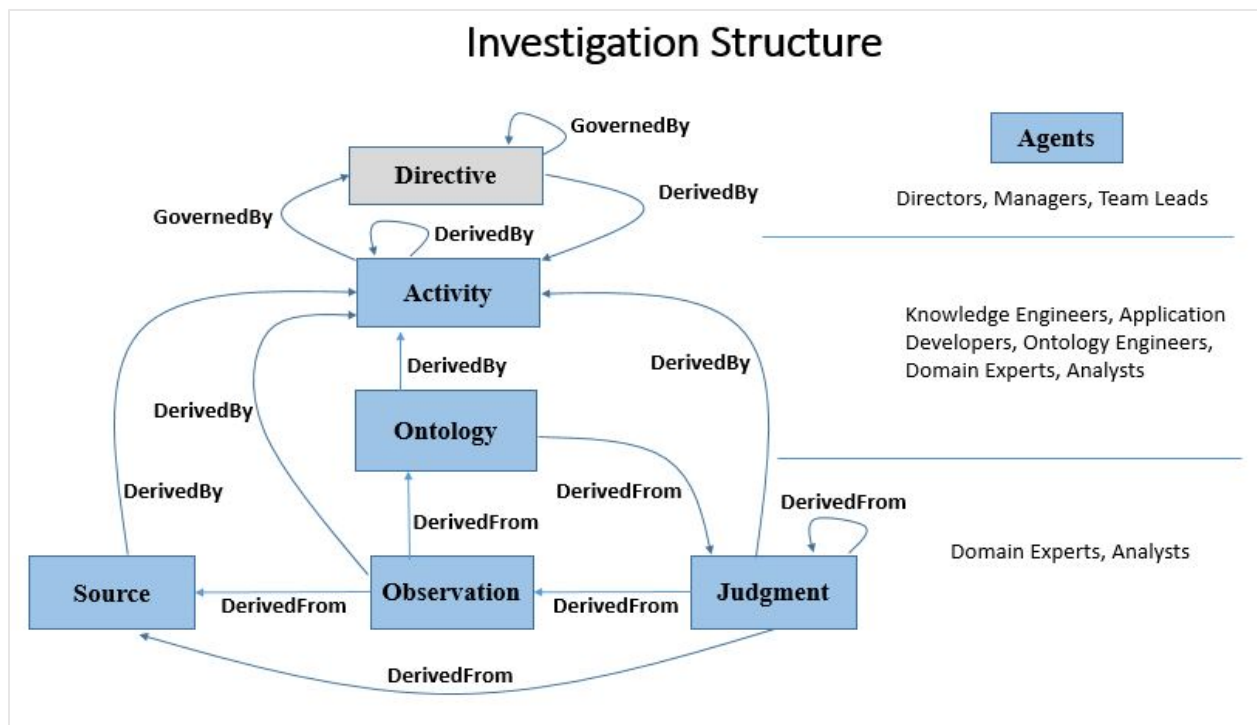 Investigation Structure
GovernedBy
Agents
Directive
Directors, Managers, Team Leads
DerivedBy
GovernedBy
DerivedBy
Activity
Knowledge Engineers, Application
Developers, Ontology Engineers,
Domain Experts, Analysts
DerivedBy
DerivedBy
DerivedBy
Ontology
DerivedBy
DerivedFrom
DerivedFrom
DerivedFrom
Domain Experts, Analysts
Source
Observation
Judgment
DerivedFrom
DerivedFrom
DerivedFrom